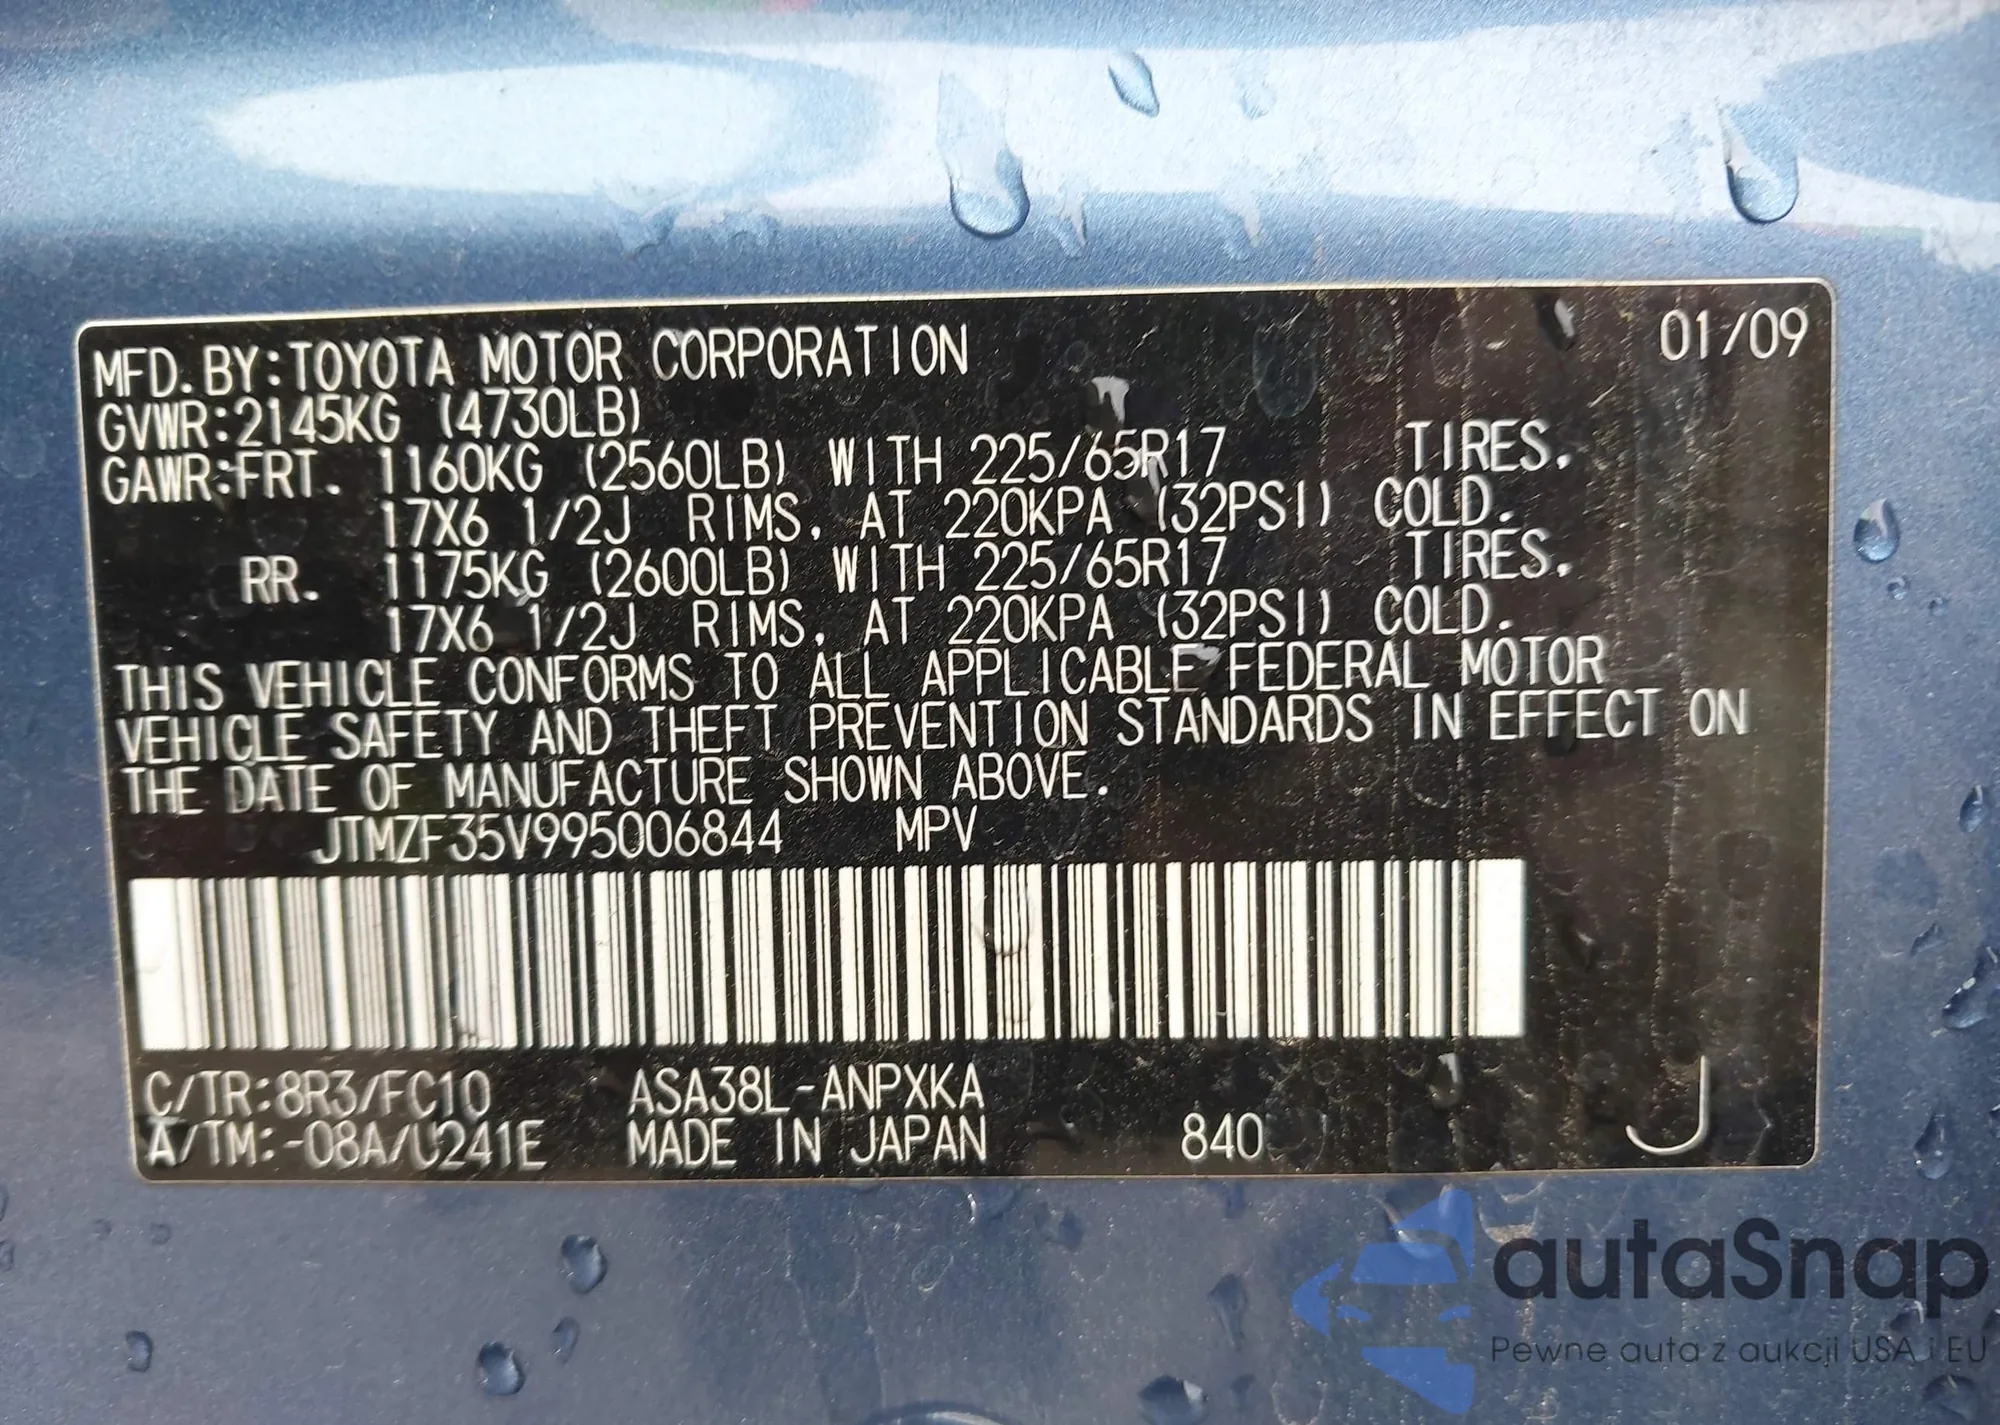 01/09
MFD.BY:TOYOTA MOTOR CORPORATION
GVWR:2145KG (4730LB)
GAWR:FRT. 1160KG (2560LB) WITH 225/65R17 TIRES,
17X6 1/2J RIMS, AT 220KPA (32PSI) COLD.
RR. 1175KG (2600LB) WITH 225/65R17 TIRES,
17X6 1/2J RIMS, AT 220KPA (32PSI) COLD.
THIS VEHICLE CONFORMS TO ALL APPLICABLE FEDERAL MOTOR
VEHICLE SAFETY AND THEFT PREVENTION STANDARDS IN EFFECT ON
THE DATE OF MANUFACTURE SHOWN ABOVE.
JTMZF35V995006844 MPV
C/TR:8R3/FC10 ASA38L-ANPXKA
A/TM:-08A/U241E MADE IN JAPAN 840 J
autaSnap
Pewne auta z aukcji USA i EU